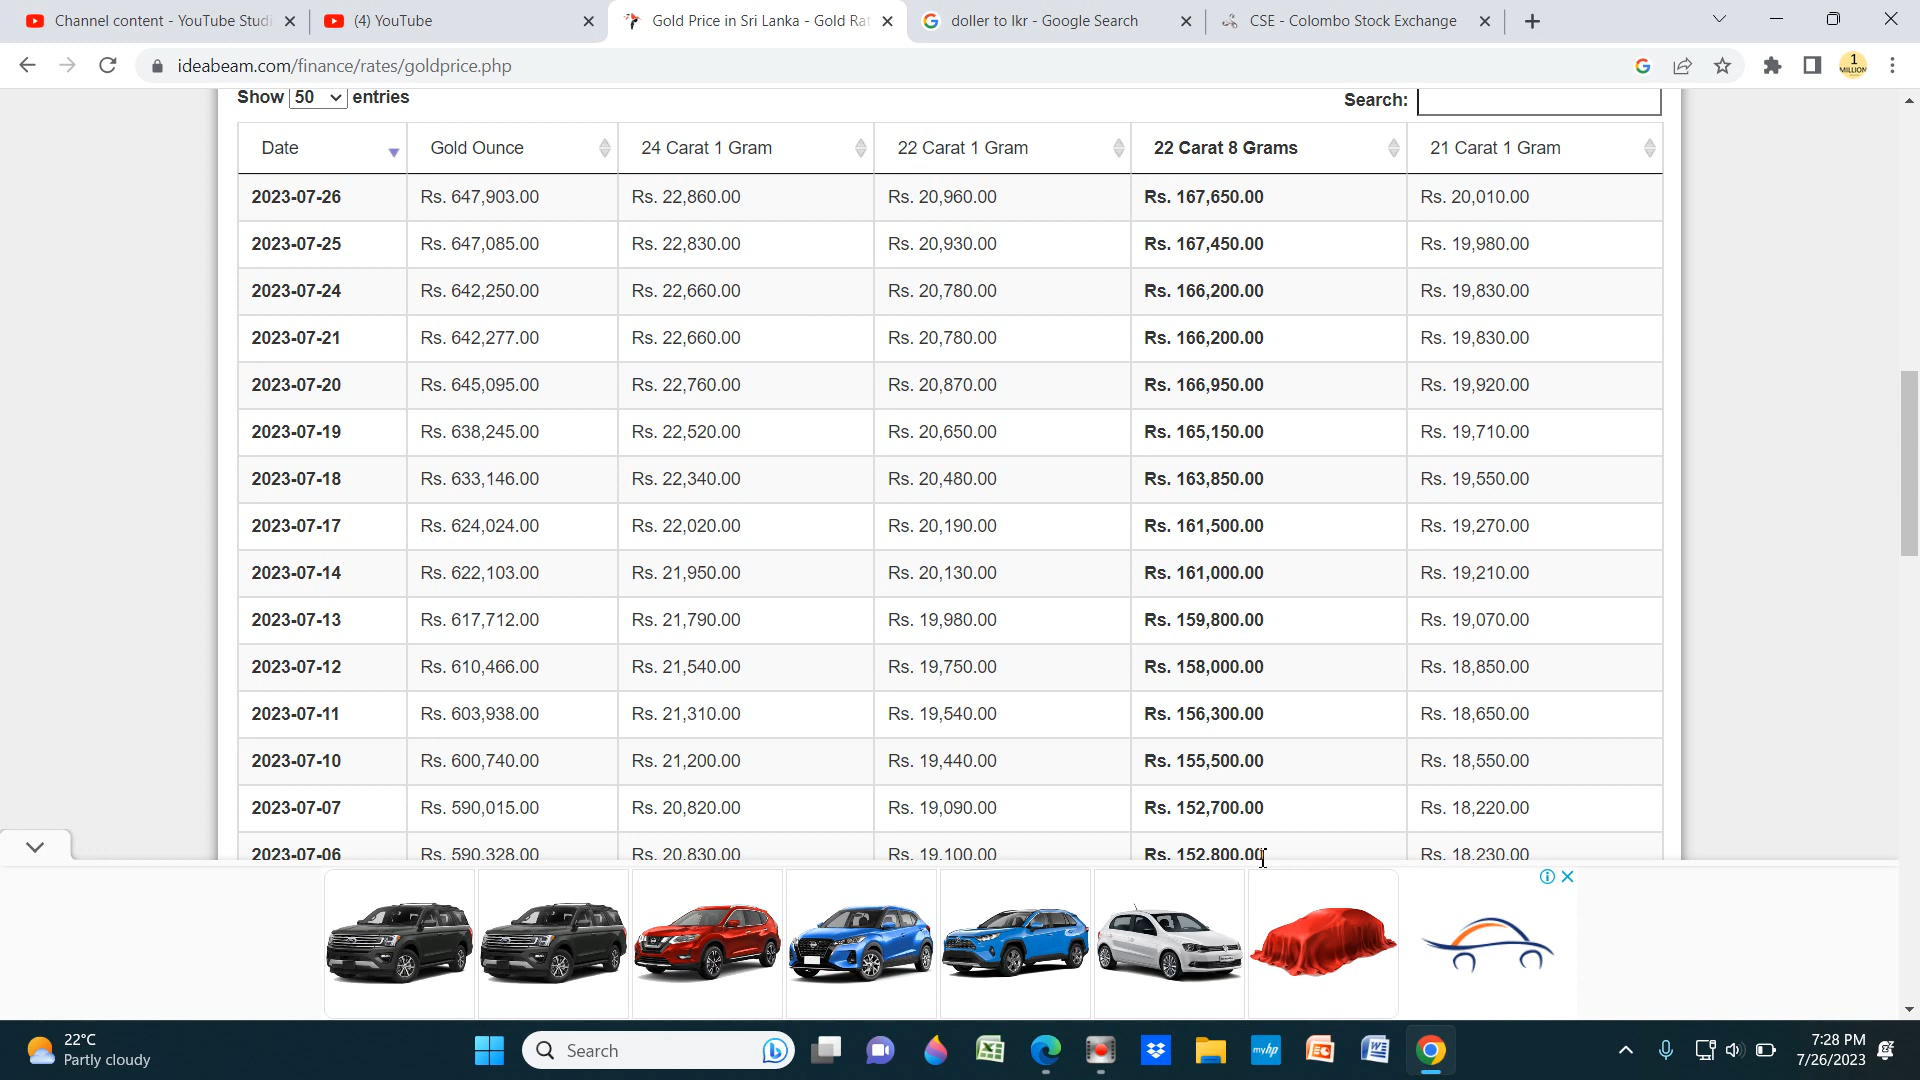 Channel content - YouTube Studi
(4) YouTube
Gold Price in Sri Lanka - Gold Rat
doller to lkr - Google Search
CSE - Colombo Stock Exchange
ideabeam.com/finance/rates/goldprice.php
1 MILLION
Show 50 entries
Search:
Date Gold Ounce 24 Carat 1 Gram 22 Carat 1 Gram 22 Carat 8 Grams 21 Carat 1 Gram
2023-07-26 Rs. 647,903.00 Rs. 22,860.00 Rs. 20,960.00 Rs. 167,650.00 Rs. 20,010.00
2023-07-25 Rs. 647,085.00 Rs. 22,830.00 Rs. 20,930.00 Rs. 167,450.00 Rs. 19,980.00
2023-07-24 Rs. 642,250.00 Rs. 22,660.00 Rs. 20,780.00 Rs. 166,200.00 Rs. 19,830.00
2023-07-21 Rs. 642,277.00 Rs. 22,660.00 Rs. 20,780.00 Rs. 166,200.00 Rs. 19,830.00
2023-07-20 Rs. 645,095.00 Rs. 22,760.00 Rs. 20,870.00 Rs. 166,950.00 Rs. 19,920.00
2023-07-19 Rs. 638,245.00 Rs. 22,520.00 Rs. 20,650.00 Rs. 165,150.00 Rs. 19,710.00
2023-07-18 Rs. 633,146.00 Rs. 22,340.00 Rs. 20,480.00 Rs. 163,850.00 Rs. 19,550.00
2023-07-17 Rs. 624,024.00 Rs. 22,020.00 Rs. 20,190.00 Rs. 161,500.00 Rs. 19,270.00
2023-07-14 Rs. 622,103.00 Rs. 21,950.00 Rs. 20,130.00 Rs. 161,000.00 Rs. 19,210.00
2023-07-13 Rs. 617,712.00 Rs. 21,790.00 Rs. 19,980.00 Rs. 159,800.00 Rs. 19,070.00
2023-07-12 Rs. 610,466.00 Rs. 21,540.00 Rs. 19,750.00 Rs. 158,000.00 Rs. 18,850.00
2023-07-11 Rs. 603,938.00 Rs. 21,310.00 Rs. 19,540.00 Rs. 156,300.00 Rs. 18,650.00
2023-07-10 Rs. 600,740.00 Rs. 21,200.00 Rs. 19,440.00 Rs. 155,500.00 Rs. 18,550.00
2023-07-07 Rs. 590,015.00 Rs. 20,820.00 Rs. 19,090.00 Rs. 152,700.00 Rs. 18,220.00
2023-07-06 Rs. 590,328.00 Rs. 20,830.00 Rs. 19,100.00 Rs. 152,800.00 Rs. 18,230.00
22°C
Partly cloudy
Search
myhp
7:28 PM
7/26/2023